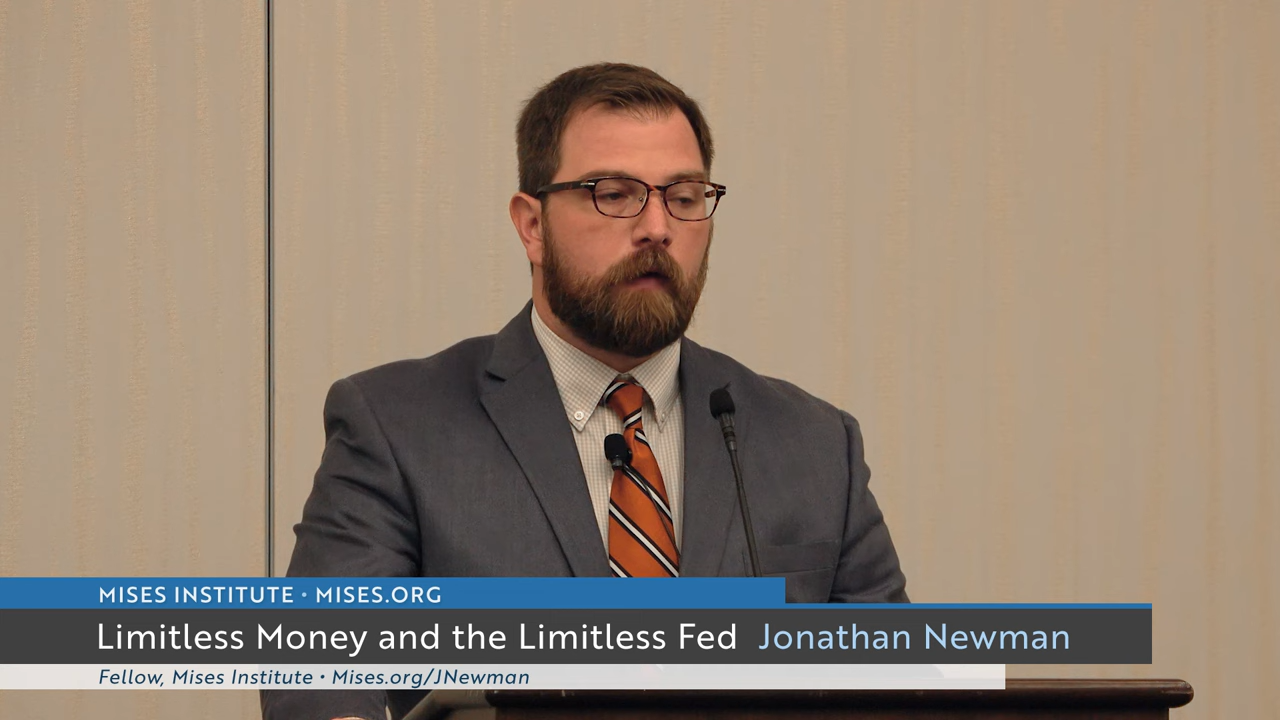 MISES INSTITUTE • MISES.ORG
Limitless Money and the Limitless Fed Jonathan Newman
Fellow, Mises Institute • Mises.org/JNewman